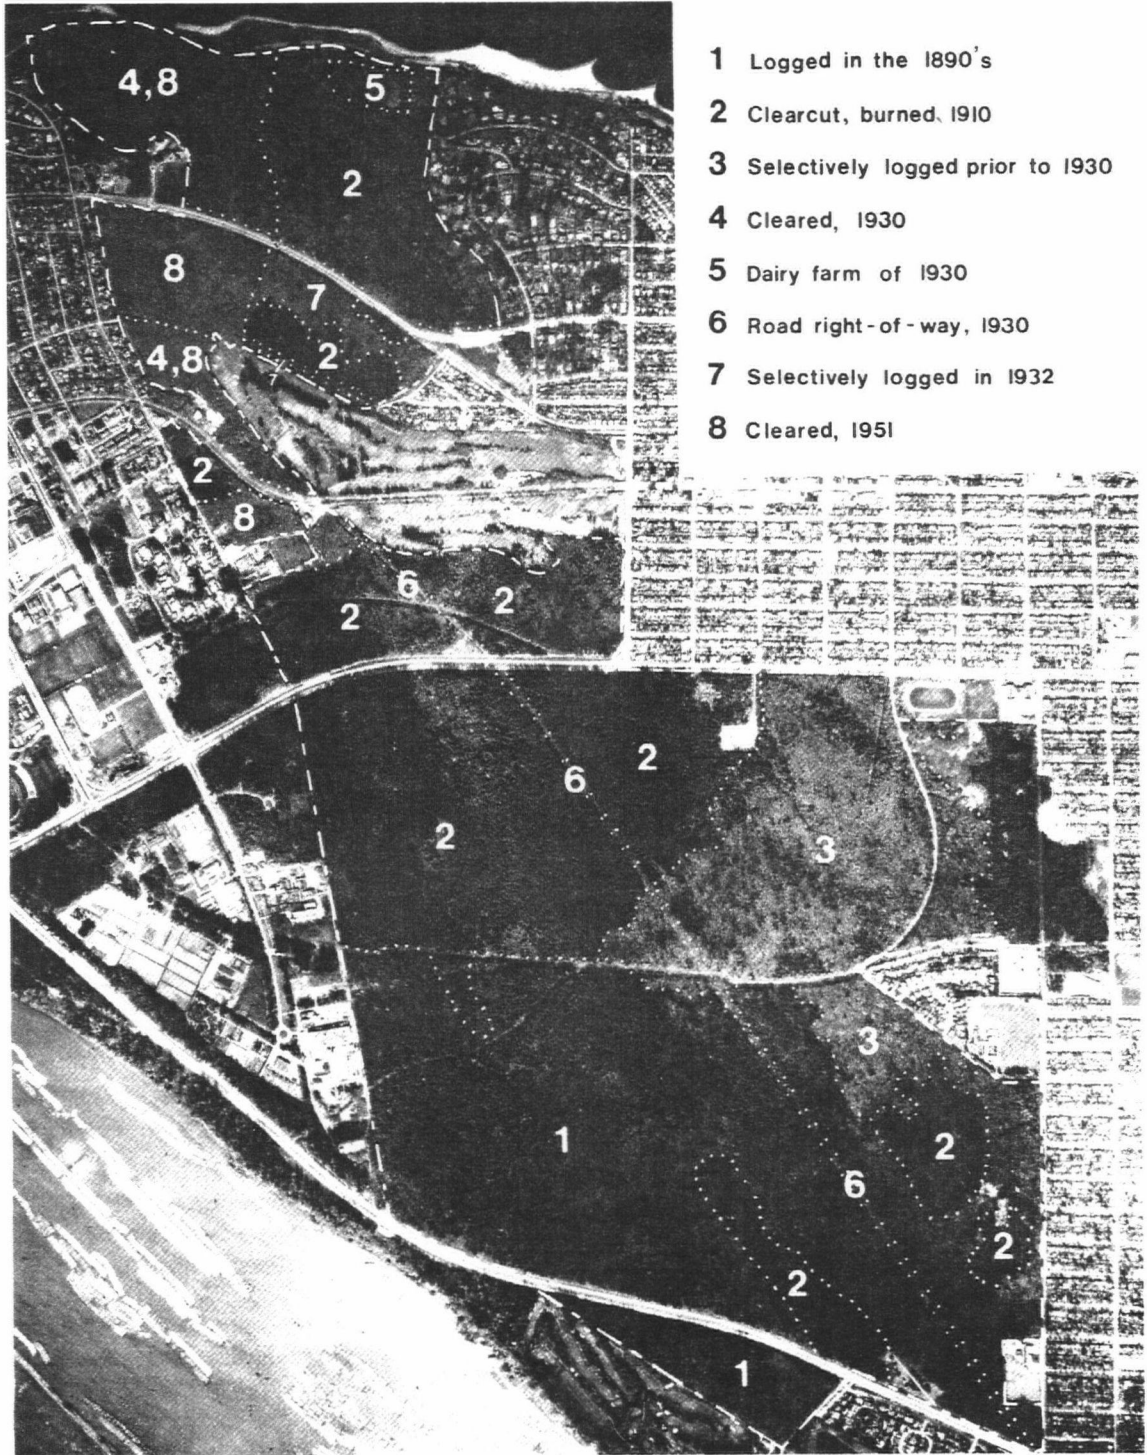 1 Logged in the 1890's
2 Clearcut, burned, 1910
3 Selectively logged prior to 1930
4 Cleared, 1930
5 Dairy farm of 1930
6 Road right-of-way, 1930
7 Selectively logged in 1932
8 Cleared, 1951
4,8
5
2
8
7
2
4,8
2
8
6
2
2
2
6
2
3
3
1
2
6
2
2
1